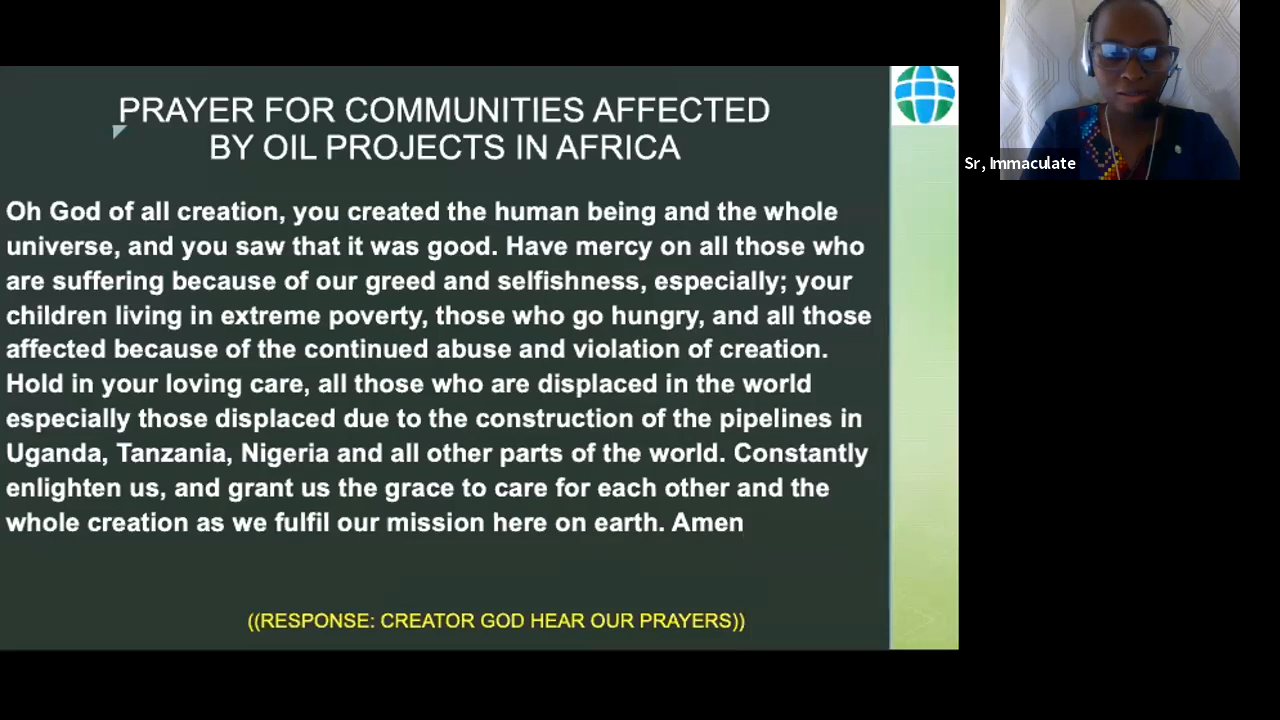 PRAYER FOR COMMUNITIES AFFECTED
BY OIL PROJECTS IN AFRICA
Oh God of all creation, you created the human being and the whole
universe, and you saw that it was good. Have mercy on all those who
are suffering because of our greed and selfishness, especially; your
children living in extreme poverty, those who go hungry, and all those
affected because of the continued abuse and violation of creation.
Hold in your loving care, all those who are displaced in the world
especially those displaced due to the construction of the pipelines in
Uganda, Tanzania, Nigeria and all other parts of the world. Constantly
enlighten us, and grant us the grace to care for each other and the
whole creation as we fulfil our mission here on earth. Amen
((RESPONSE: CREATOR GOD HEAR OUR PRAYERS))
Sr, Immaculate